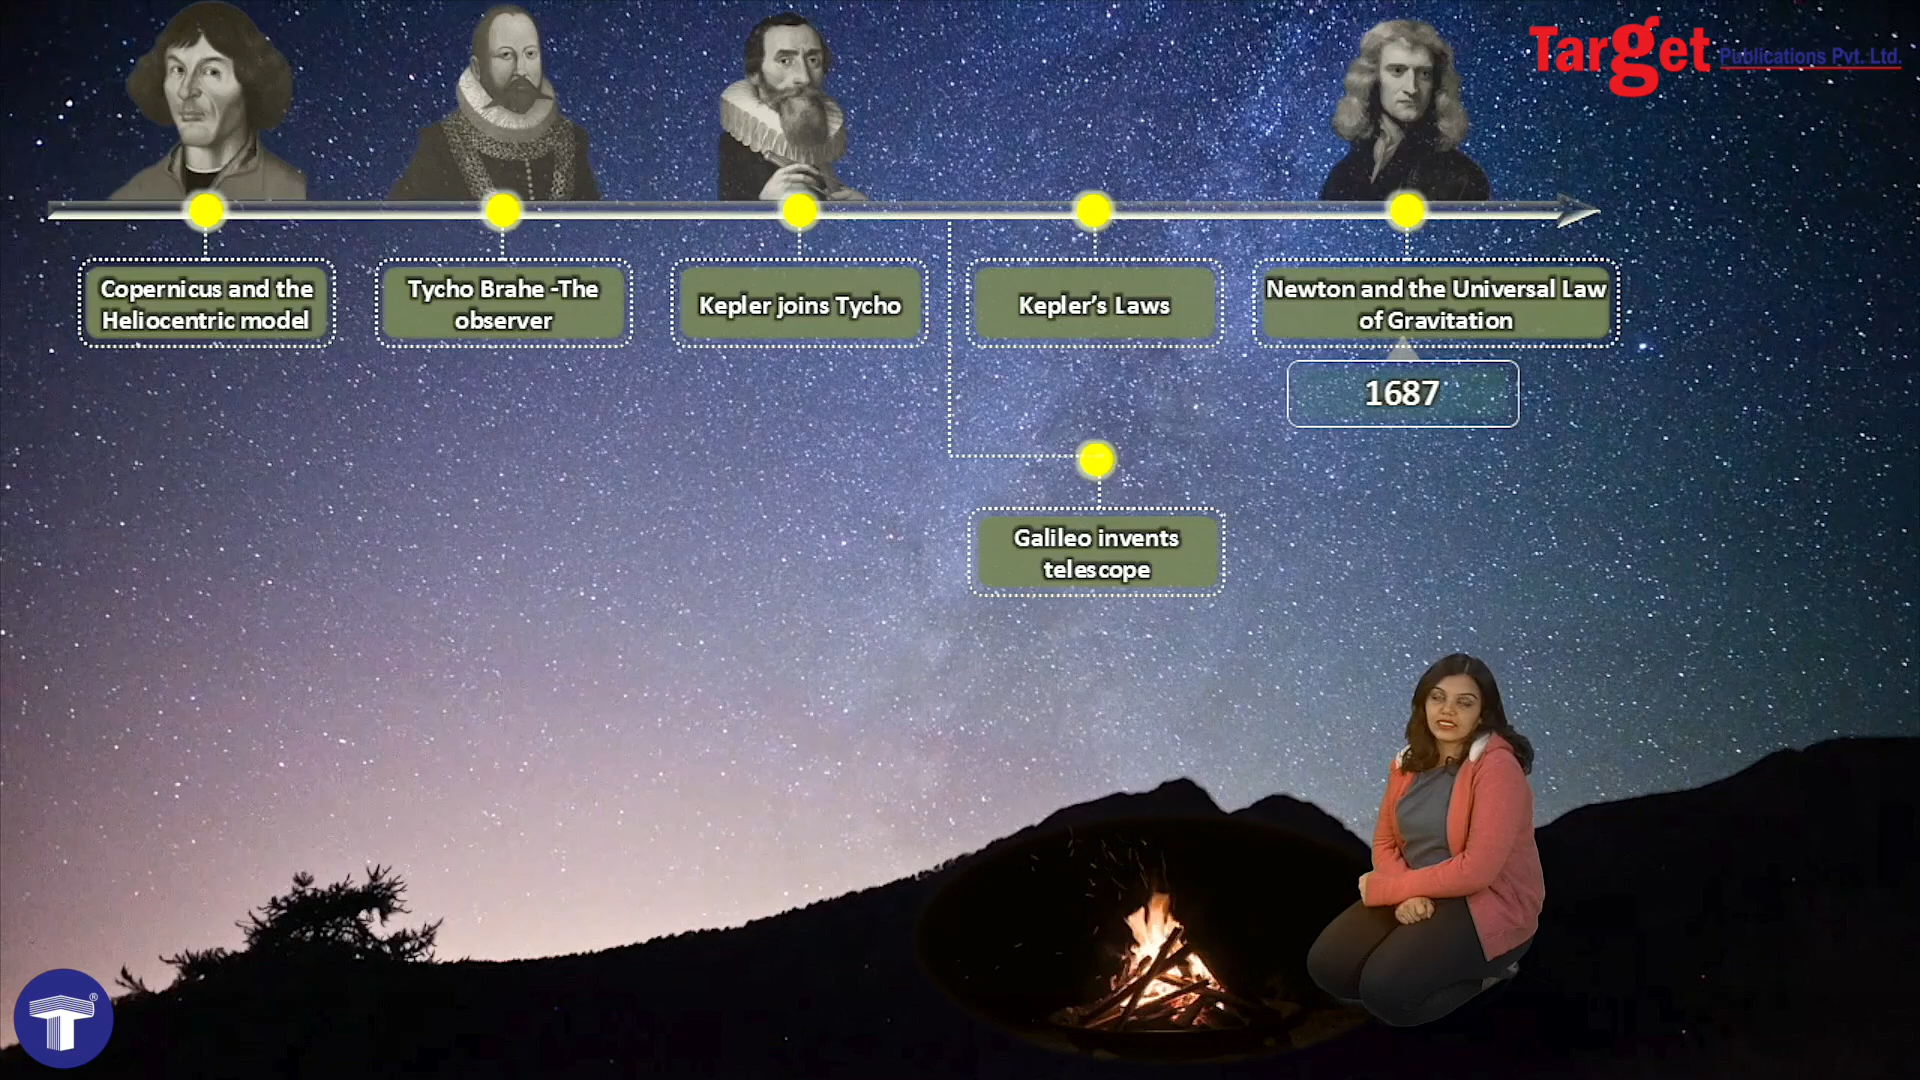 Target Publications Pvt. Ltd.
Copernicus and the
Heliocentric model
Tycho Brahe -The
observer
Kepler joins Tycho
Kepler's Laws
Newton and the Universal Law
of Gravitation
1687
Galileo invents
telescope
T®